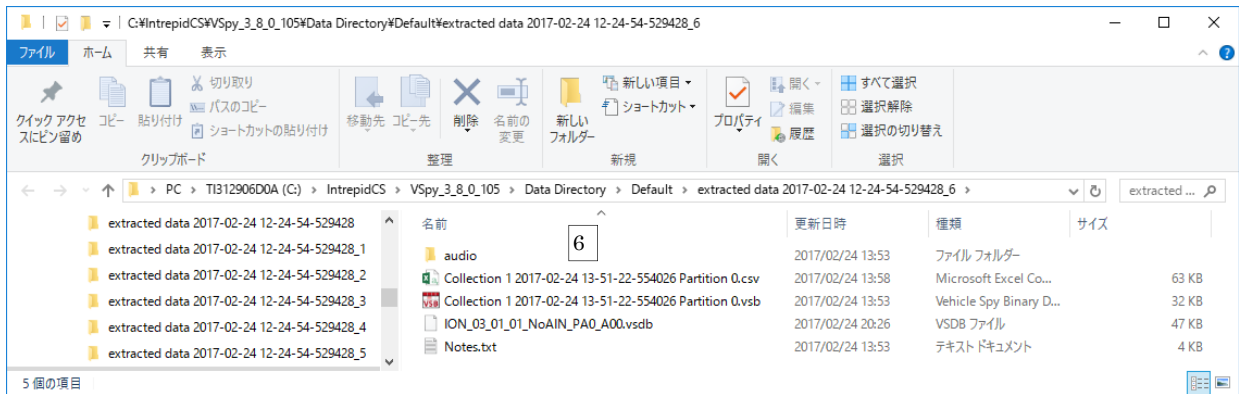 C:¥IntrepidCS¥VSpy_3_8_0_105¥Data Directory¥Default¥extracted data 2017-02-24 12-24-54-529428_6
ファイル ホーム 共有 表示
クイック アクセスにピン留め
コピー
貼り付け
切り取り
パスのコピー
ショートカットの貼り付け
クリップボード
移動先
コピー先
削除
名前の変更
整理
新しいフォルダー
新しい項目
ショートカット
新規
プロパティ
開く
編集
履歴
開く
すべて選択
選択解除
選択の切り替え
選択
PC > TI312906D0A (C:) > IntrepidCS > VSpy_3_8_0_105 > Data Directory > Default > extracted data 2017-02-24 12-24-54-529428_6 >
extracted ...
extracted data 2017-02-24 12-24-54-529428
extracted data 2017-02-24 12-24-54-529428_1
extracted data 2017-02-24 12-24-54-529428_2
extracted data 2017-02-24 12-24-54-529428_3
extracted data 2017-02-24 12-24-54-529428_4
extracted data 2017-02-24 12-24-54-529428_5
名前 更新日時 種類 サイズ
6
audio 2017/02/24 13:53 ファイル フォルダー
Collection 1 2017-02-24 13-51-22-554026 Partition 0.csv 2017/02/24 13:58 Microsoft Excel Co... 63 KB
Collection 1 2017-02-24 13-51-22-554026 Partition 0.vsb 2017/02/24 13:53 Vehicle Spy Binary D... 32 KB
ION_03_01_01_NoAIN_PA0_A00.vsdb 2017/02/24 20:26 VSDB ファイル 47 KB
Notes.txt 2017/02/24 13:53 テキスト ドキュメント 4 KB
5 個の項目